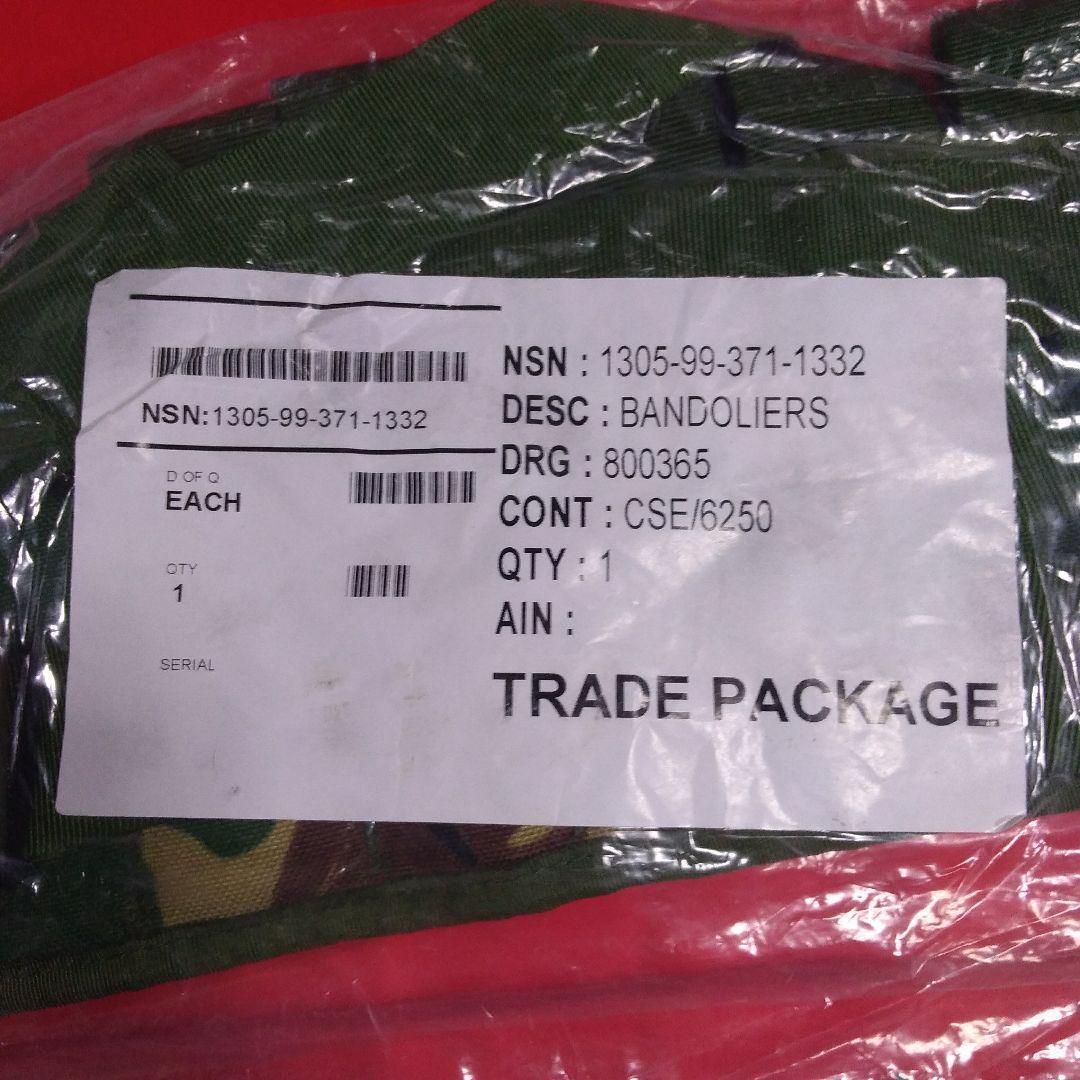 NSN:1305-99-371-1332
D OF Q
EACH
QTY
1
SERIAL
NSN : 1305-99-371-1332
DESC : BANDOLIERS
DRG : 800365
CONT : CSE/6250
QTY : 1
AIN :
TRADE PACKAGE